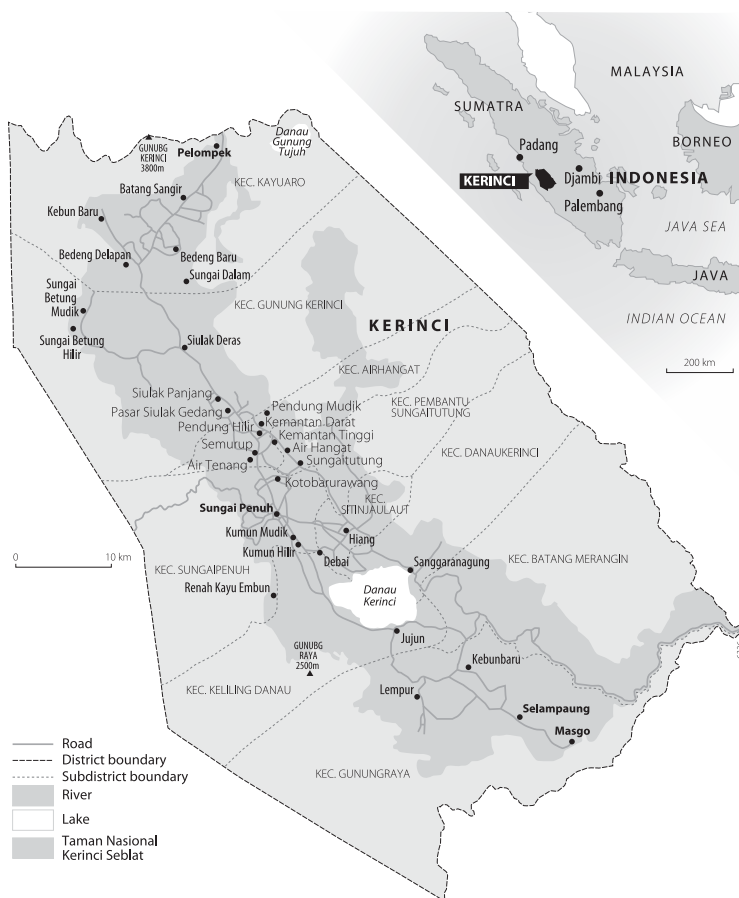 MALAYSIA
SUMATRA
Padang
BORNEO
KERINCI
Djambi
INDONESIA
Palembang
JAVA SEA
JAVA
INDIAN OCEAN
200 km
Danau
Gunung
Tujuh
GUNUBG
KERINCI
3800m
Pelompek
KEC. KAYUARO
Batang Sangir
Kebun Baru
Bedeng Delapan
Bedeng Baru
Sungai Dalam
Sungai
Betung
Mudik
KEC. GUNUNG KERINCI
KERINCI
Sungai Betung
Hilir
Siulak Deras
KEC. AIRHANGAT
Siulak Panjang
Pasar Siulak Gedang
Pendung Mudik
KEC. PEMBANTU
SUNGAITUTUNG
Pendung Hilir
Kemantan Darat
Kemantan Tinggi
Semurup
Air Hangat
Air Tenang
Sungaitutung
KEC. DANAUKERINCI
Kotobarurawang
KEC.
SITINJAULAUT
Sungai Penuh
Kumun Mudik
Hiang
Kumun Hilir
Debai
0 10 km
KEC. SUNGAIPENUH
Sanggaranagung
KEC. BATANG MERANGIN
Renah Kayu Embun
Danau
Kerinci
Jujun
GUNUBG
RAYA
2500m
Kebunbaru
KEC. KELILING DANAU
Lempur
Selampaung
Masgo
KEC. GUNUNGRAYA
Road
District boundary
Subdistrict boundary
River
Lake
Taman Nasional
Kerinci Seblat